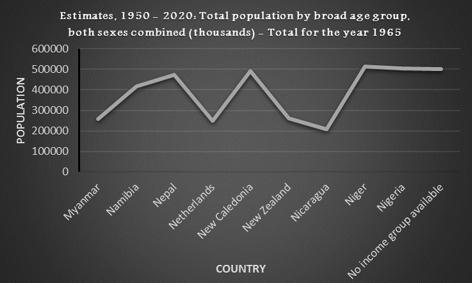 Estimates, 1950 - 2020: Total population by broad age group,
both sexes combined (thousands) - Total for the year 1965
600000
500000
400000
300000
200000
100000
0
POPULATION
Myanmar
Namibia
Nepal
Netherlands
New Caledonia
New Zealand
Nicaragua
Niger
Nigeria
No income group available
COUNTRY